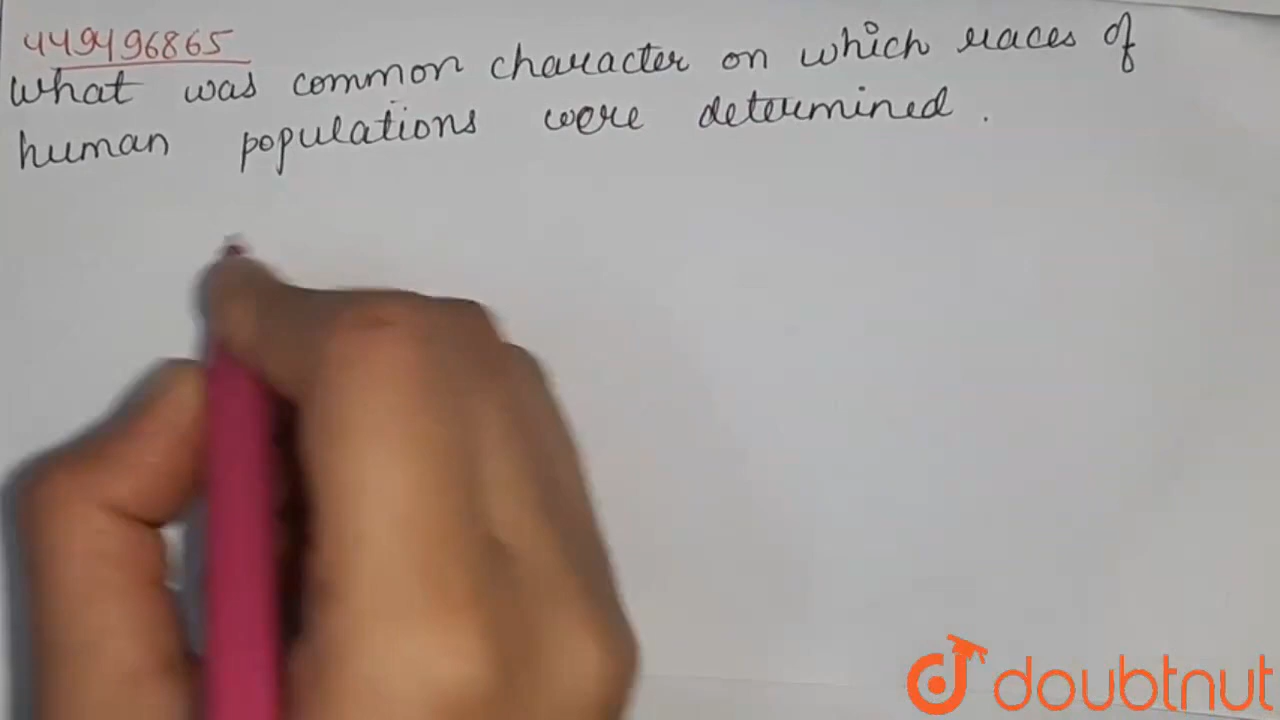 449496865
What was common character on which races of
human populations were determined.
doubtnut